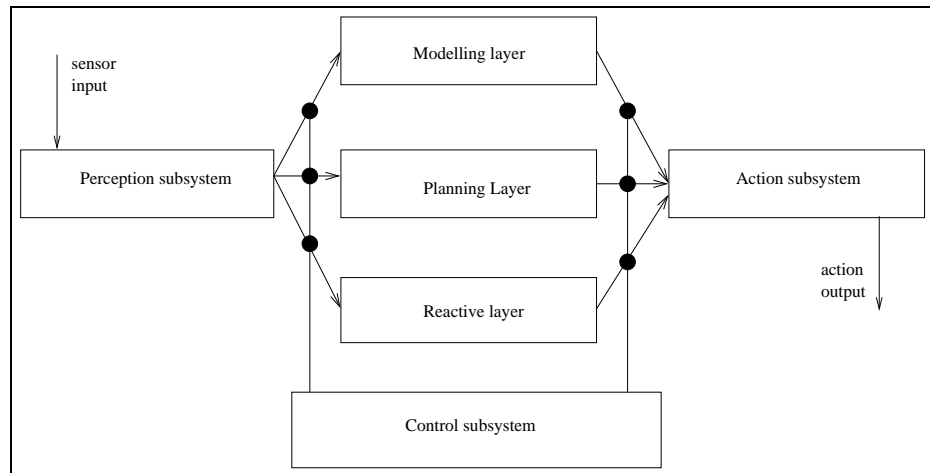 Modelling layer
sensor
input
Perception subsystem
Planning Layer
Action subsystem
action
output
Reactive layer
Control subsystem